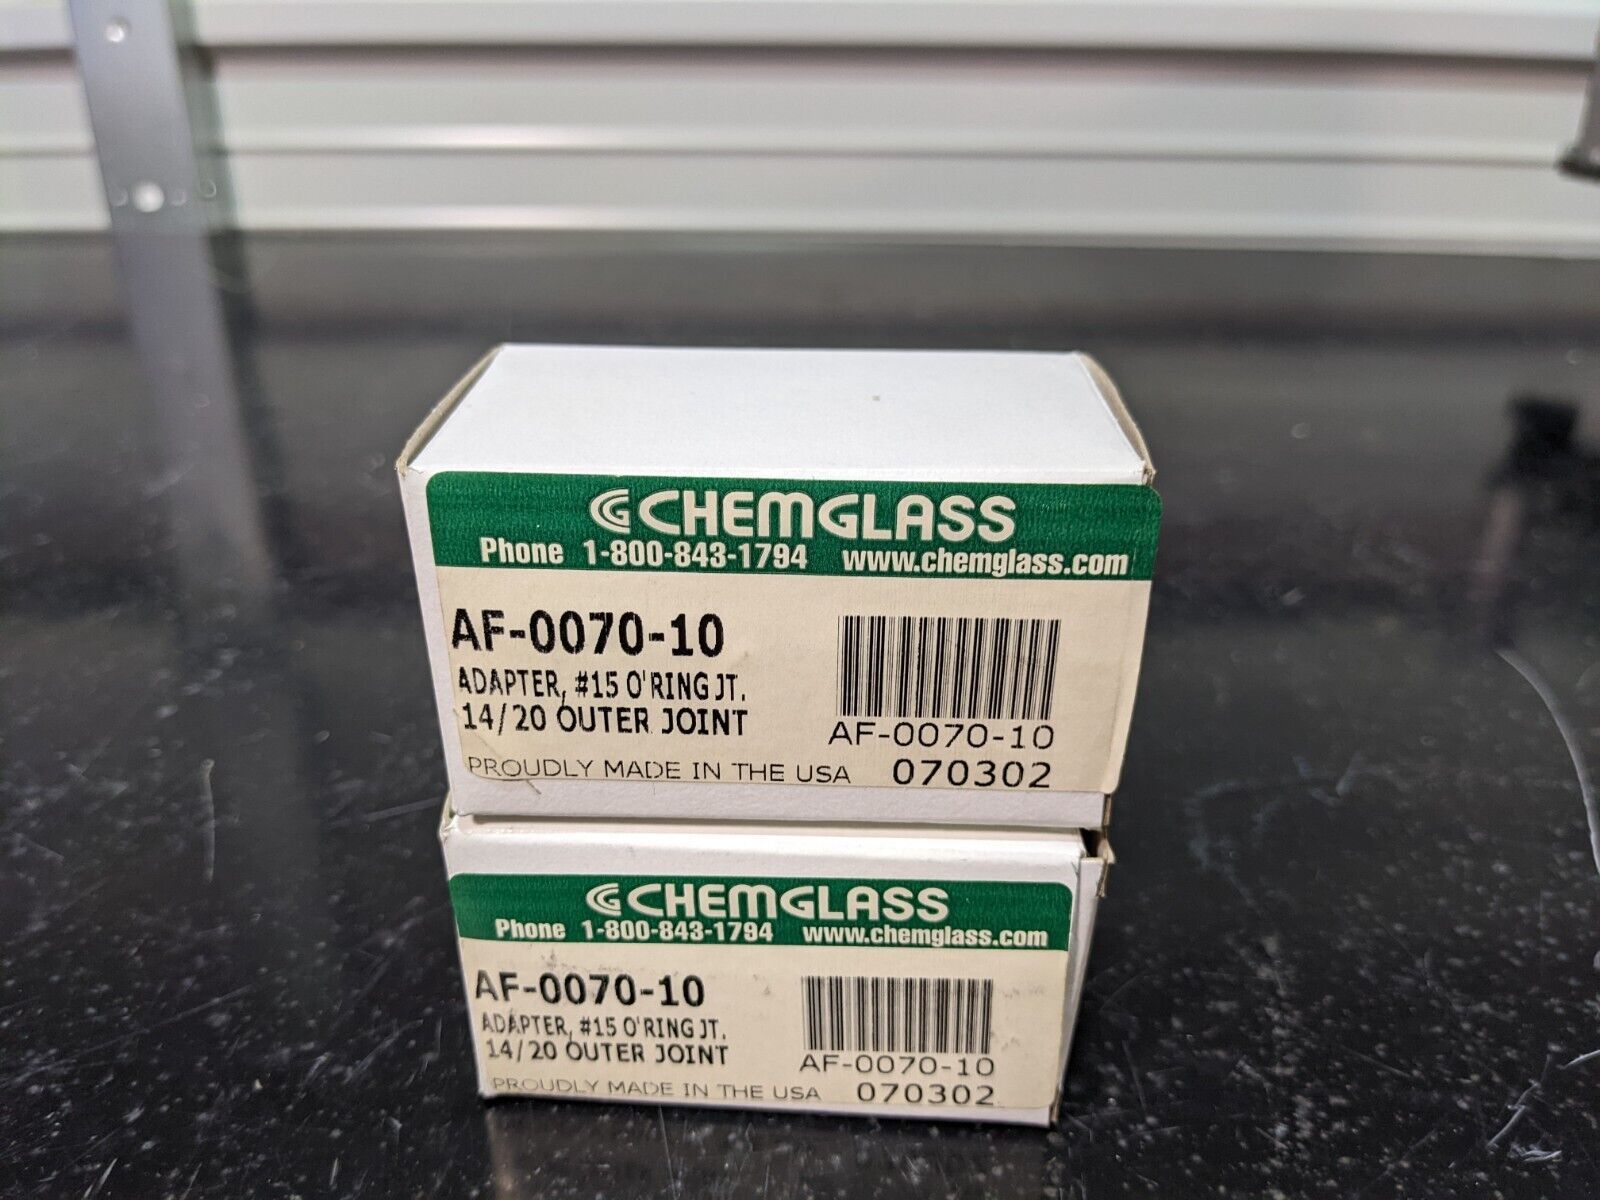 CHEMGLASS
Phone 1-800-843-1794 www.chemglass.com
AF-0070-10
ADAPTER, #15 O'RING JT.
14/20 OUTER JOINT
AF-0070-10
PROUDLY MADE IN THE USA 070302
CHEMGLASS
Phone 1-800-843-1794 www.chemglass.com
AF-0070-10
ADAPTER, #15 O'RING JT.
14/20 OUTER JOINT
AF-0070-10
PROUDLY MADE IN THE USA 070302